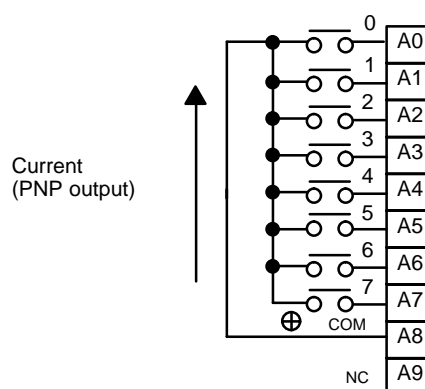 0 A0
1 A1
2 A2
3 A3
Current
(PNP output)
4 A4
5 A5
6 A6
7 A7
COM A8
NC A9